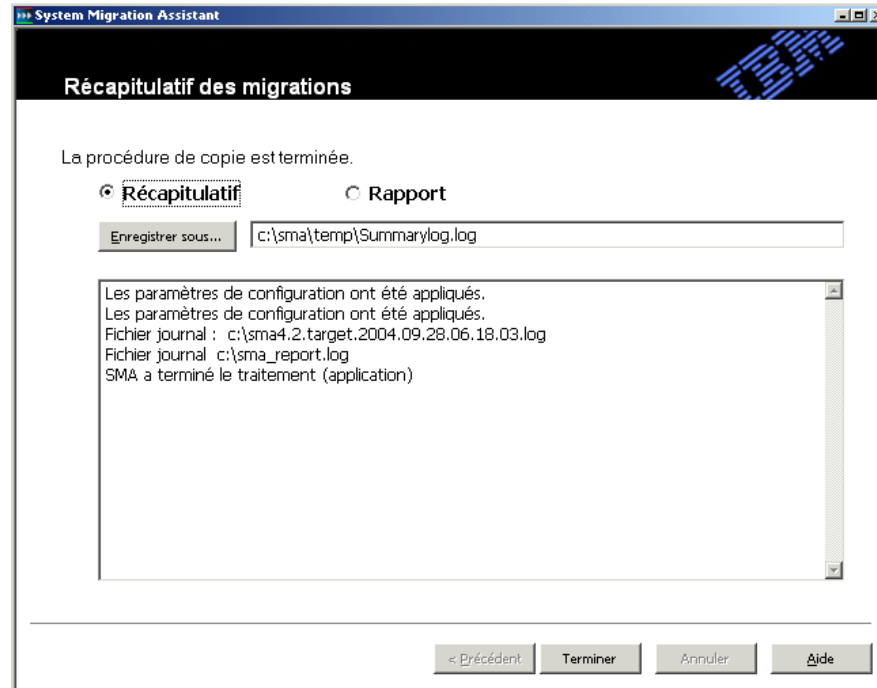 System Migration Assistant
IBM
Récapitulatif des migrations
La procédure de copie est terminée.
Récapitulatif Rapport
Enregistrer sous... c:\sma\temp\Summarylog.log
Les paramètres de configuration ont été appliqués.
Les paramètres de configuration ont été appliqués.
Fichier journal : c:\sma4.2.target.2004.09.28.06.18.03.log
Fichier journal c:\sma_report.log
SMA a terminé le traitement (application)
< Précédent Terminer Annuler Aide